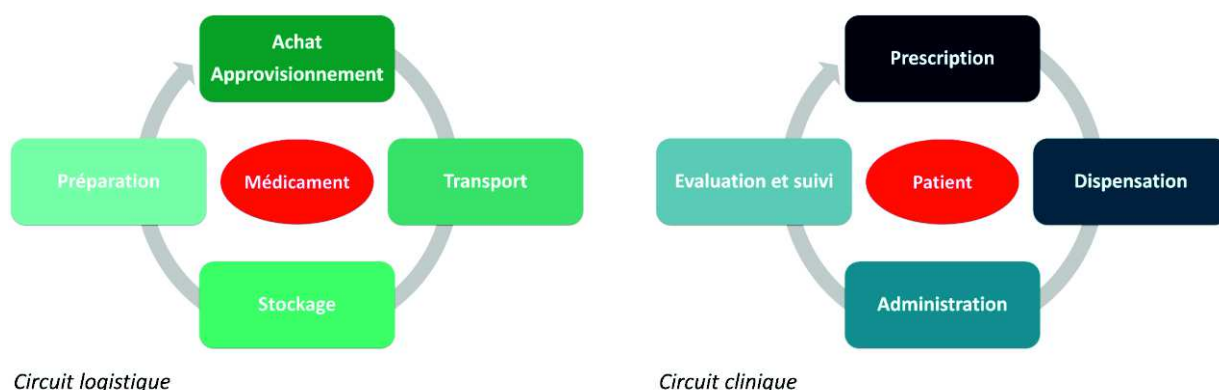 Achat
Approvisionnement
Préparation
Médicament
Transport
Stockage
Circuit logistique
Prescription
Evaluation et suivi
Patient
Dispensation
Administration
Circuit clinique